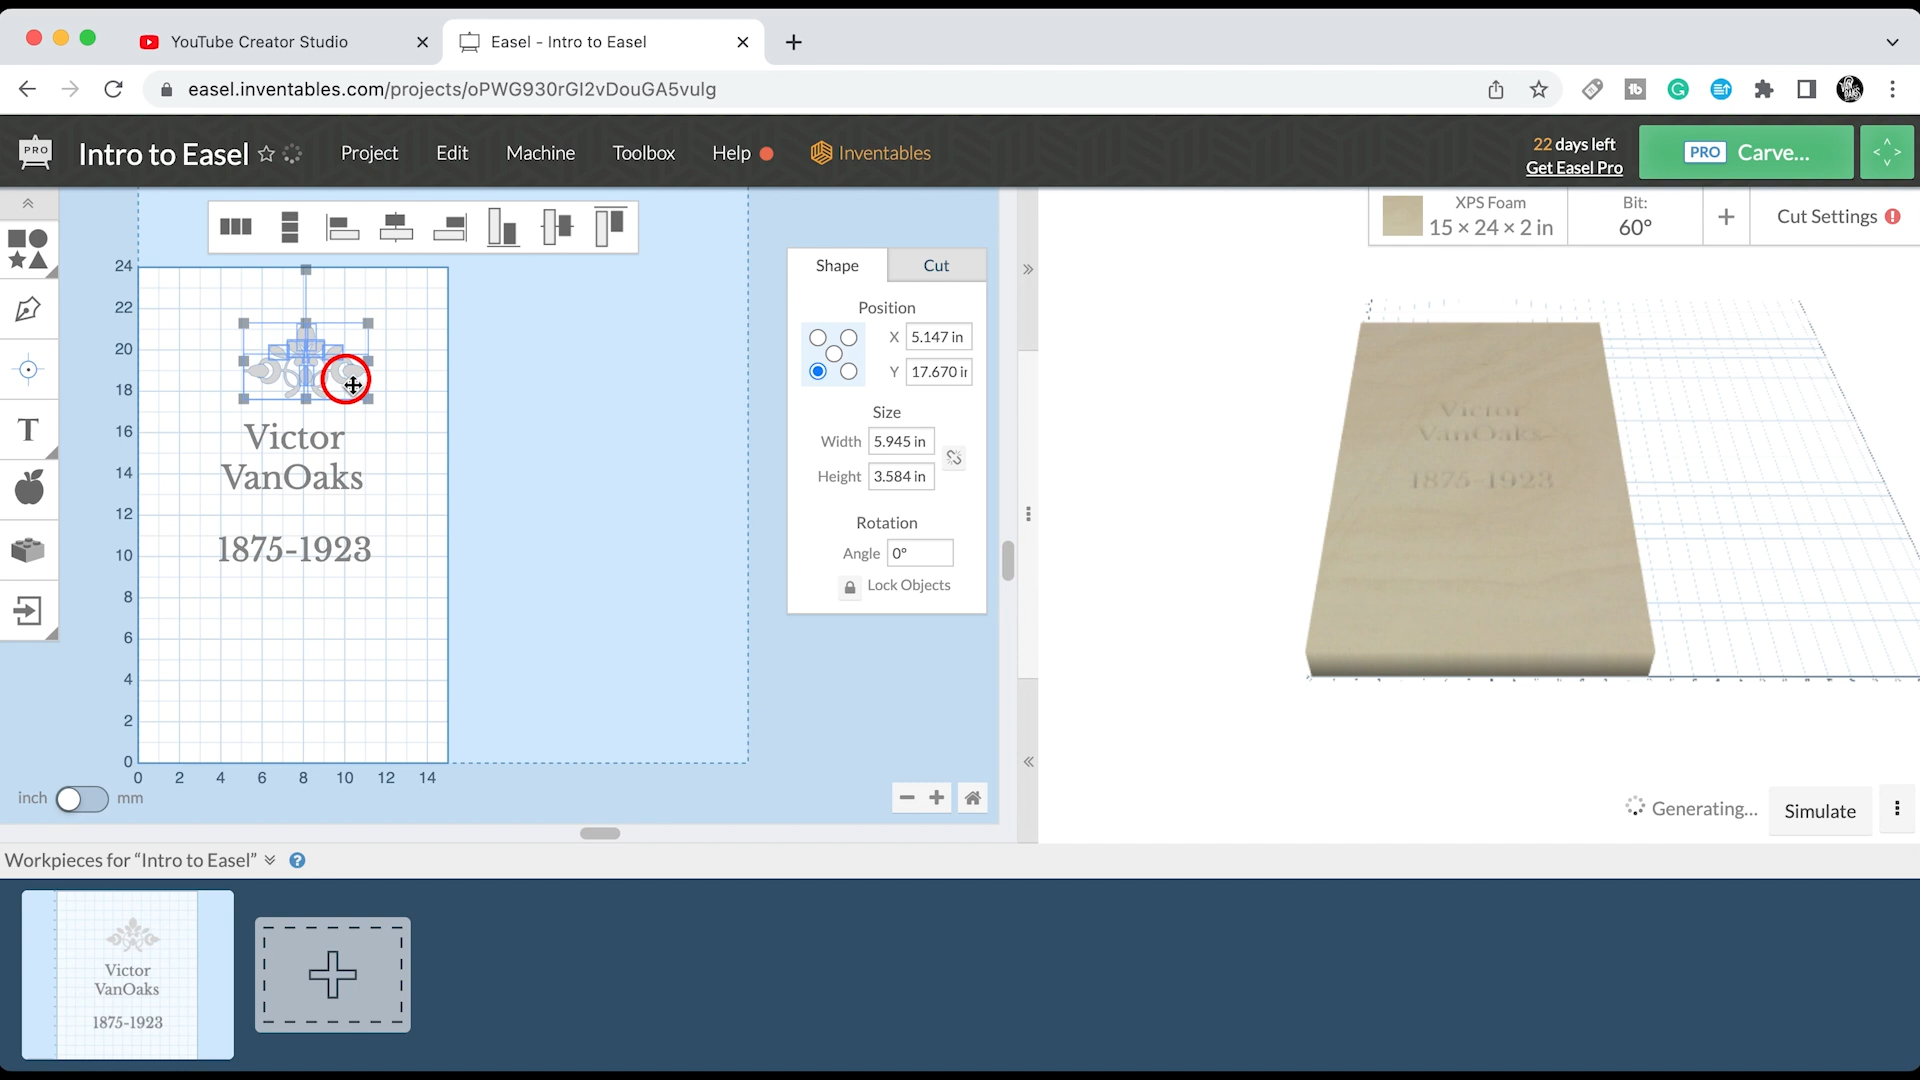 YouTube Creator Studio
Easel - Intro to Easel
easel.inventables.com/projects/oPWG930rGI2vDouGA5vulg
PRO
Intro to Easel
Project
Edit
Machine
Toolbox
Help
Inventables
22 days left
Get Easel Pro
PRO Carve...
XPS Foam
15 × 24 × 2 in
Bit:
60°
Cut Settings
Shape
Cut
Position
X 5.147 in
Y 17.670 in
Size
Width 5.945 in
Height 3.584 in
Rotation
Angle 0°
Lock Objects
24
22
20
18
16
14
12
10
8
6
4
2
0
0 2 4 6 8 10 12 14
Victor
VanOaks
1875-1923
T
inch
mm
Victor
VanOaks
1875-1923
Generating...
Simulate
Workpieces for “Intro to Easel”
?
Victor
VanOaks
1875-1923